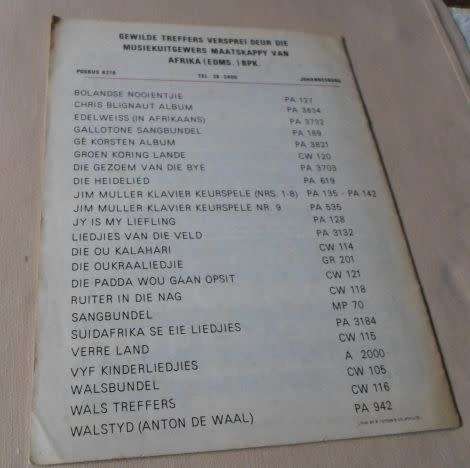 GEWILDE TREFFERS VERSPREI DEUR DIE
MUSIEKUITGEWERS MAATSKAPPY VAN
AFRIKA (EDMS.) BPK.
POSBUS 6216 TEL. JOHANNESBURG
BOLANDSE NOOIENTJIE PA 127
CHRIS BLIGNAUT ALBUM PA 3834
EDELWEISS (IN AFRIKAANS) PA 3752
GALLOTONE SANGBUNDEL PA 189
GÉ KORSTEN ALBUM PA 3821
GROEN KORING LANDE CW 120
DIE GEZOEM VAN DIE BYE PA 3703
DIE HEIDELIED PA 619
JIM MULLER KLAVIER KEURSPELE (NRS. 1-8) PA 135 - PA 142
JIM MULLER KLAVIER KEURSPELE NR. 9 PA 535
JY IS MY LIEFLING PA 128
LIEDJIES VAN DIE VELD PA 3132
DIE OU KALAHARI CW 114
DIE OUKRAALIEDJIE GR 201
DIE PADDA WOU GAAN OPSIT CW 121
RUITER IN DIE NAG CW 118
SANGBUNDEL MP 70
SUIDAFRIKA SE EIE LIEDJIES PA 3184
VERRE LAND CW 115
VYF KINDERLIEDJIES A 2000
WALSBUNDEL CW 105
WALS TREFFERS CW 116
WALSTYD (ANTON DE WAAL) PA 942